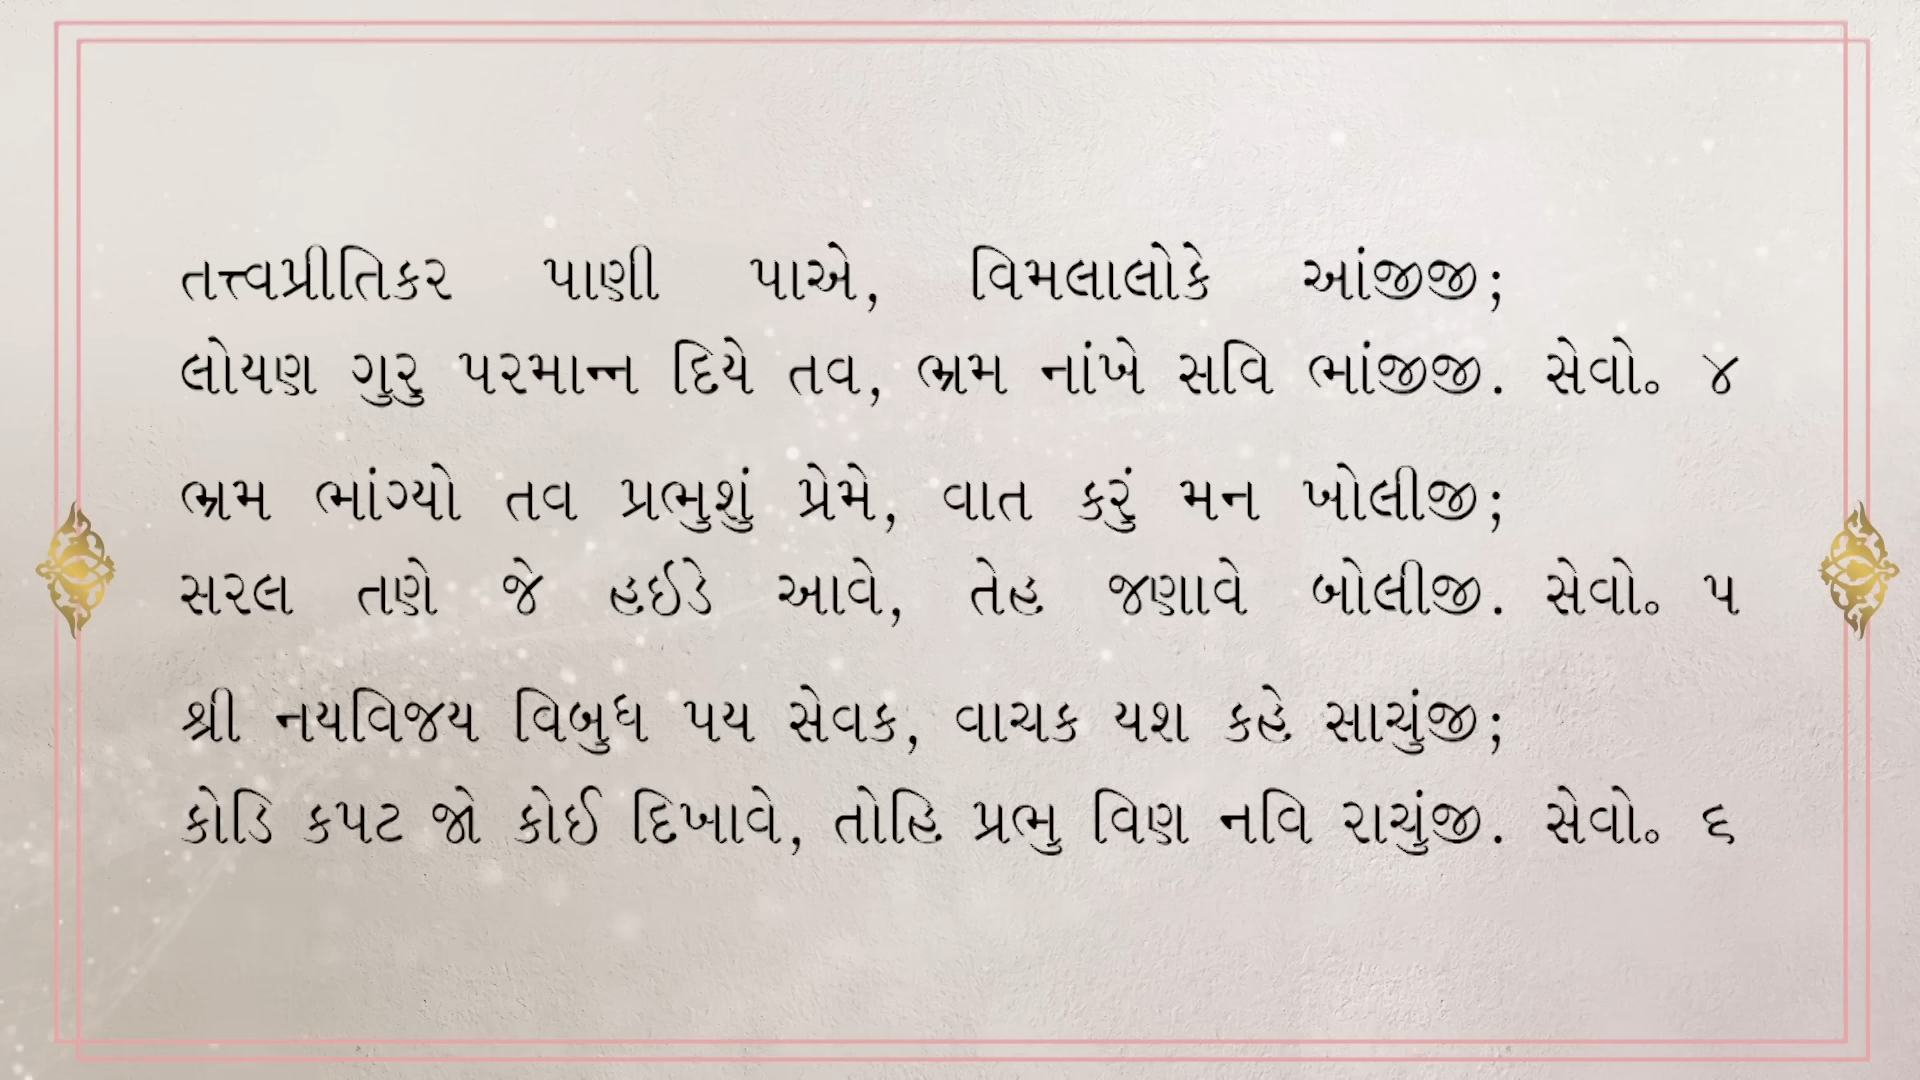 તત્ત્વપ્રીતિકર પાણી પાએ, વિમલાલોકે આંજીજી;
લોયણ ગુરુ પરમાન્ન દિયે તવ, ભ્રમ નાંખે સવિ ભાંજીજી. સેવો૦ ૪
ભ્રમ ભાંગ્યો તવ પ્રભુશું પ્રેમે, વાત કરું મન ખોલીજી;
સરલ તણે જે હઈડે આવે, તેહ જણાવે બોલીજી. સેવો૦ ૫
શ્રી નયવિજય વિબુધ પય સેવક, વાચક યશ કહે સાચુંજી;
કોડિ કપટ જો કોઈ દિખાવે, તોહિ પ્રભુ વિણ નવિ રાચુંજી. સેવો૦ ૬